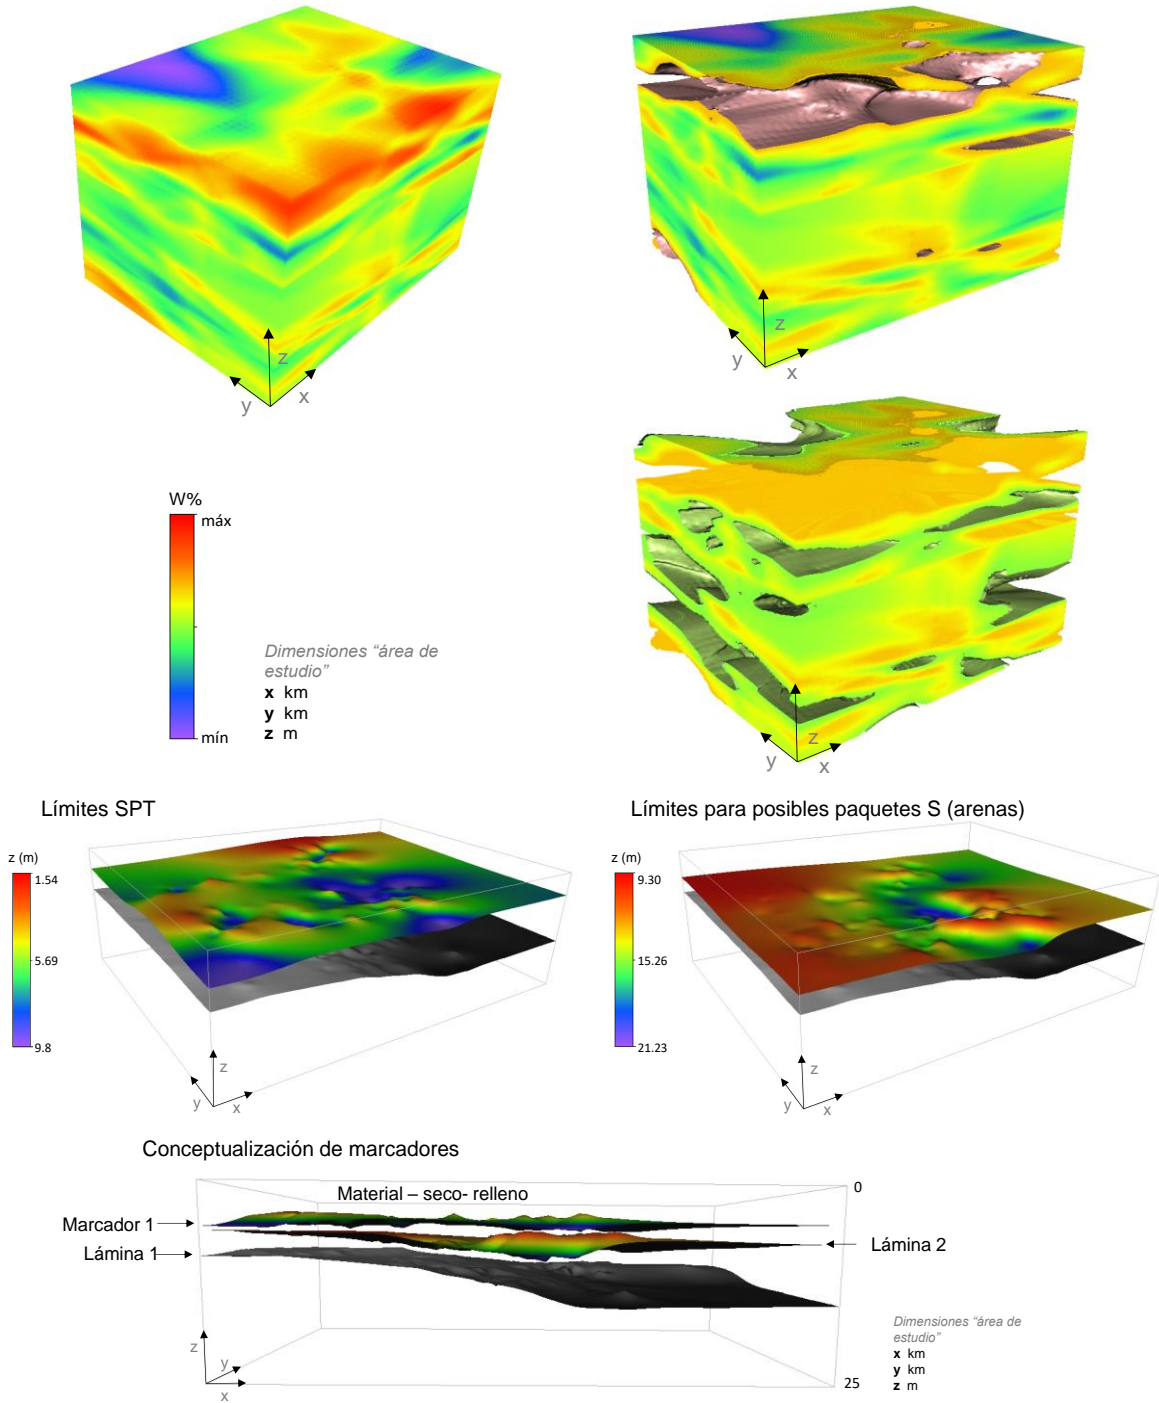 z
y
x
z
y
x
W%
máx
mín
Dimensiones “área de
estudio”
x km
y km
z m
z
y
x
Límites SPT
z (m)
1.54
5.69
9.8
z
y
x
Límites para posibles paquetes S (arenas)
z (m)
9.30
15.26
21.23
z
y
x
Conceptualización de marcadores
Material – seco- relleno
0
Marcador 1
Lámina 1
Lámina 2
z
y
x
25
Dimensiones “área de
estudio”
x km
y km
z m